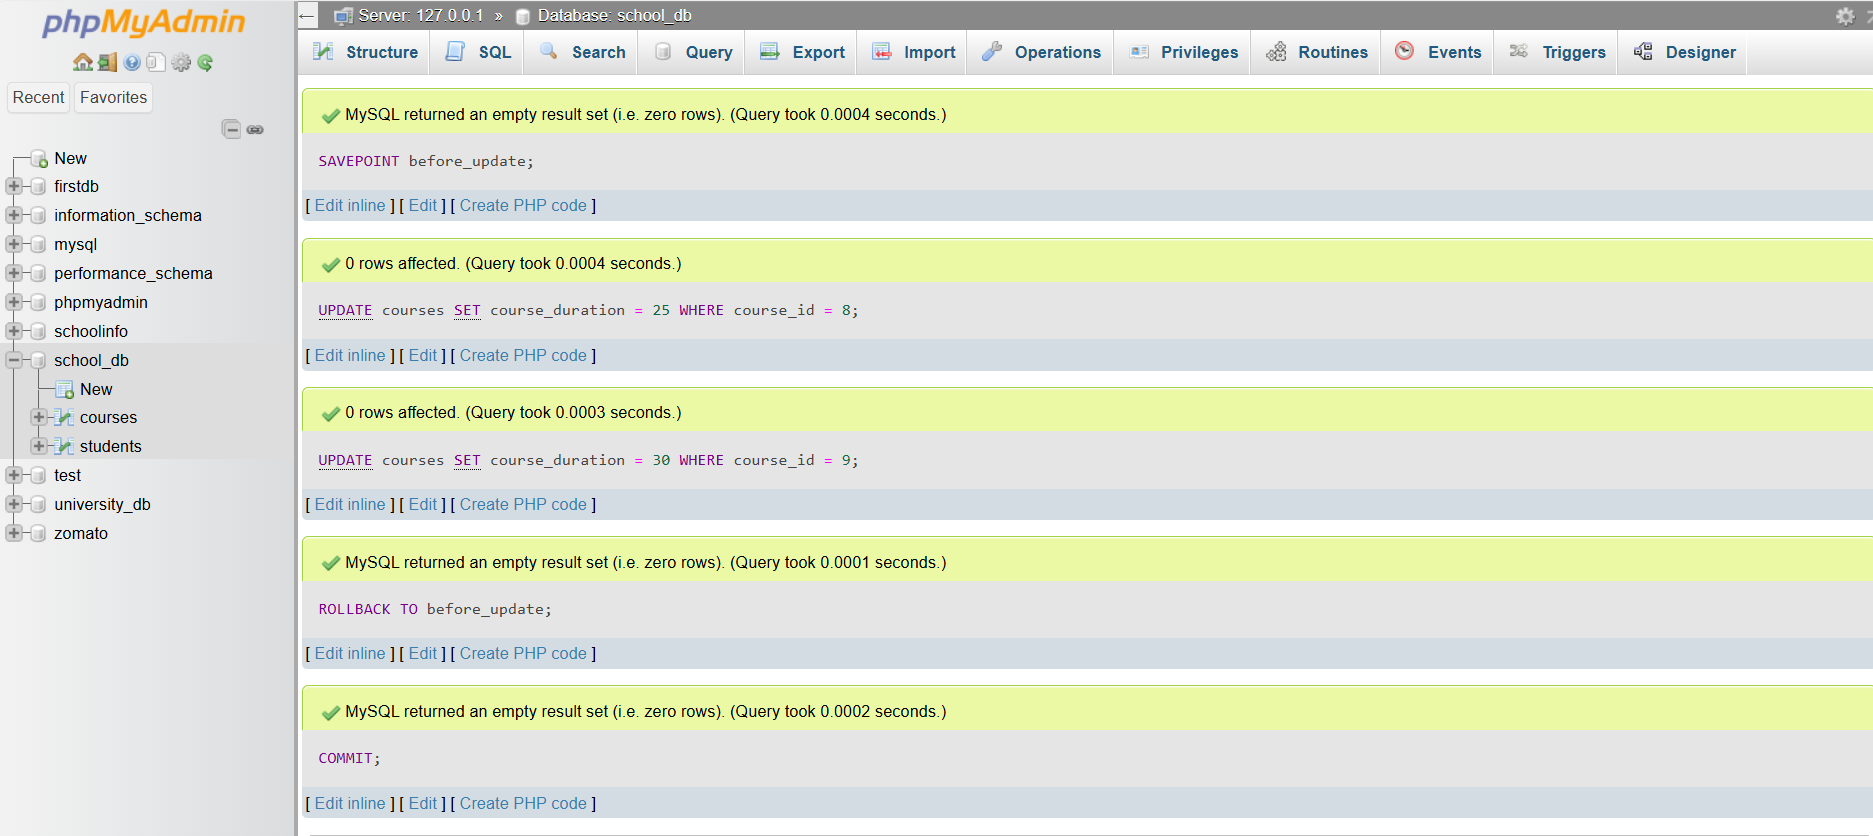 phpMyAdmin
Recent
Favorites
New
firstdb
information_schema
mysql
performance_schema
phpmyadmin
schoolinfo
school_db
New
courses
students
test
university_db
zomato
Server: 127.0.0.1 » Database: school_db
Structure
SQL
Search
Query
Export
Import
Operations
Privileges
Routines
Events
Triggers
Designer
MySQL returned an empty result set (i.e. zero rows). (Query took 0.0004 seconds.)
SAVEPOINT before_update;
[ Edit inline ] [ Edit ] [ Create PHP code ]
0 rows affected. (Query took 0.0004 seconds.)
UPDATE courses SET course_duration = 25 WHERE course_id = 8;
[ Edit inline ] [ Edit ] [ Create PHP code ]
0 rows affected. (Query took 0.0003 seconds.)
UPDATE courses SET course_duration = 30 WHERE course_id = 9;
[ Edit inline ] [ Edit ] [ Create PHP code ]
MySQL returned an empty result set (i.e. zero rows). (Query took 0.0001 seconds.)
ROLLBACK TO before_update;
[ Edit inline ] [ Edit ] [ Create PHP code ]
MySQL returned an empty result set (i.e. zero rows). (Query took 0.0002 seconds.)
COMMIT;
[ Edit inline ] [ Edit ] [ Create PHP code ]